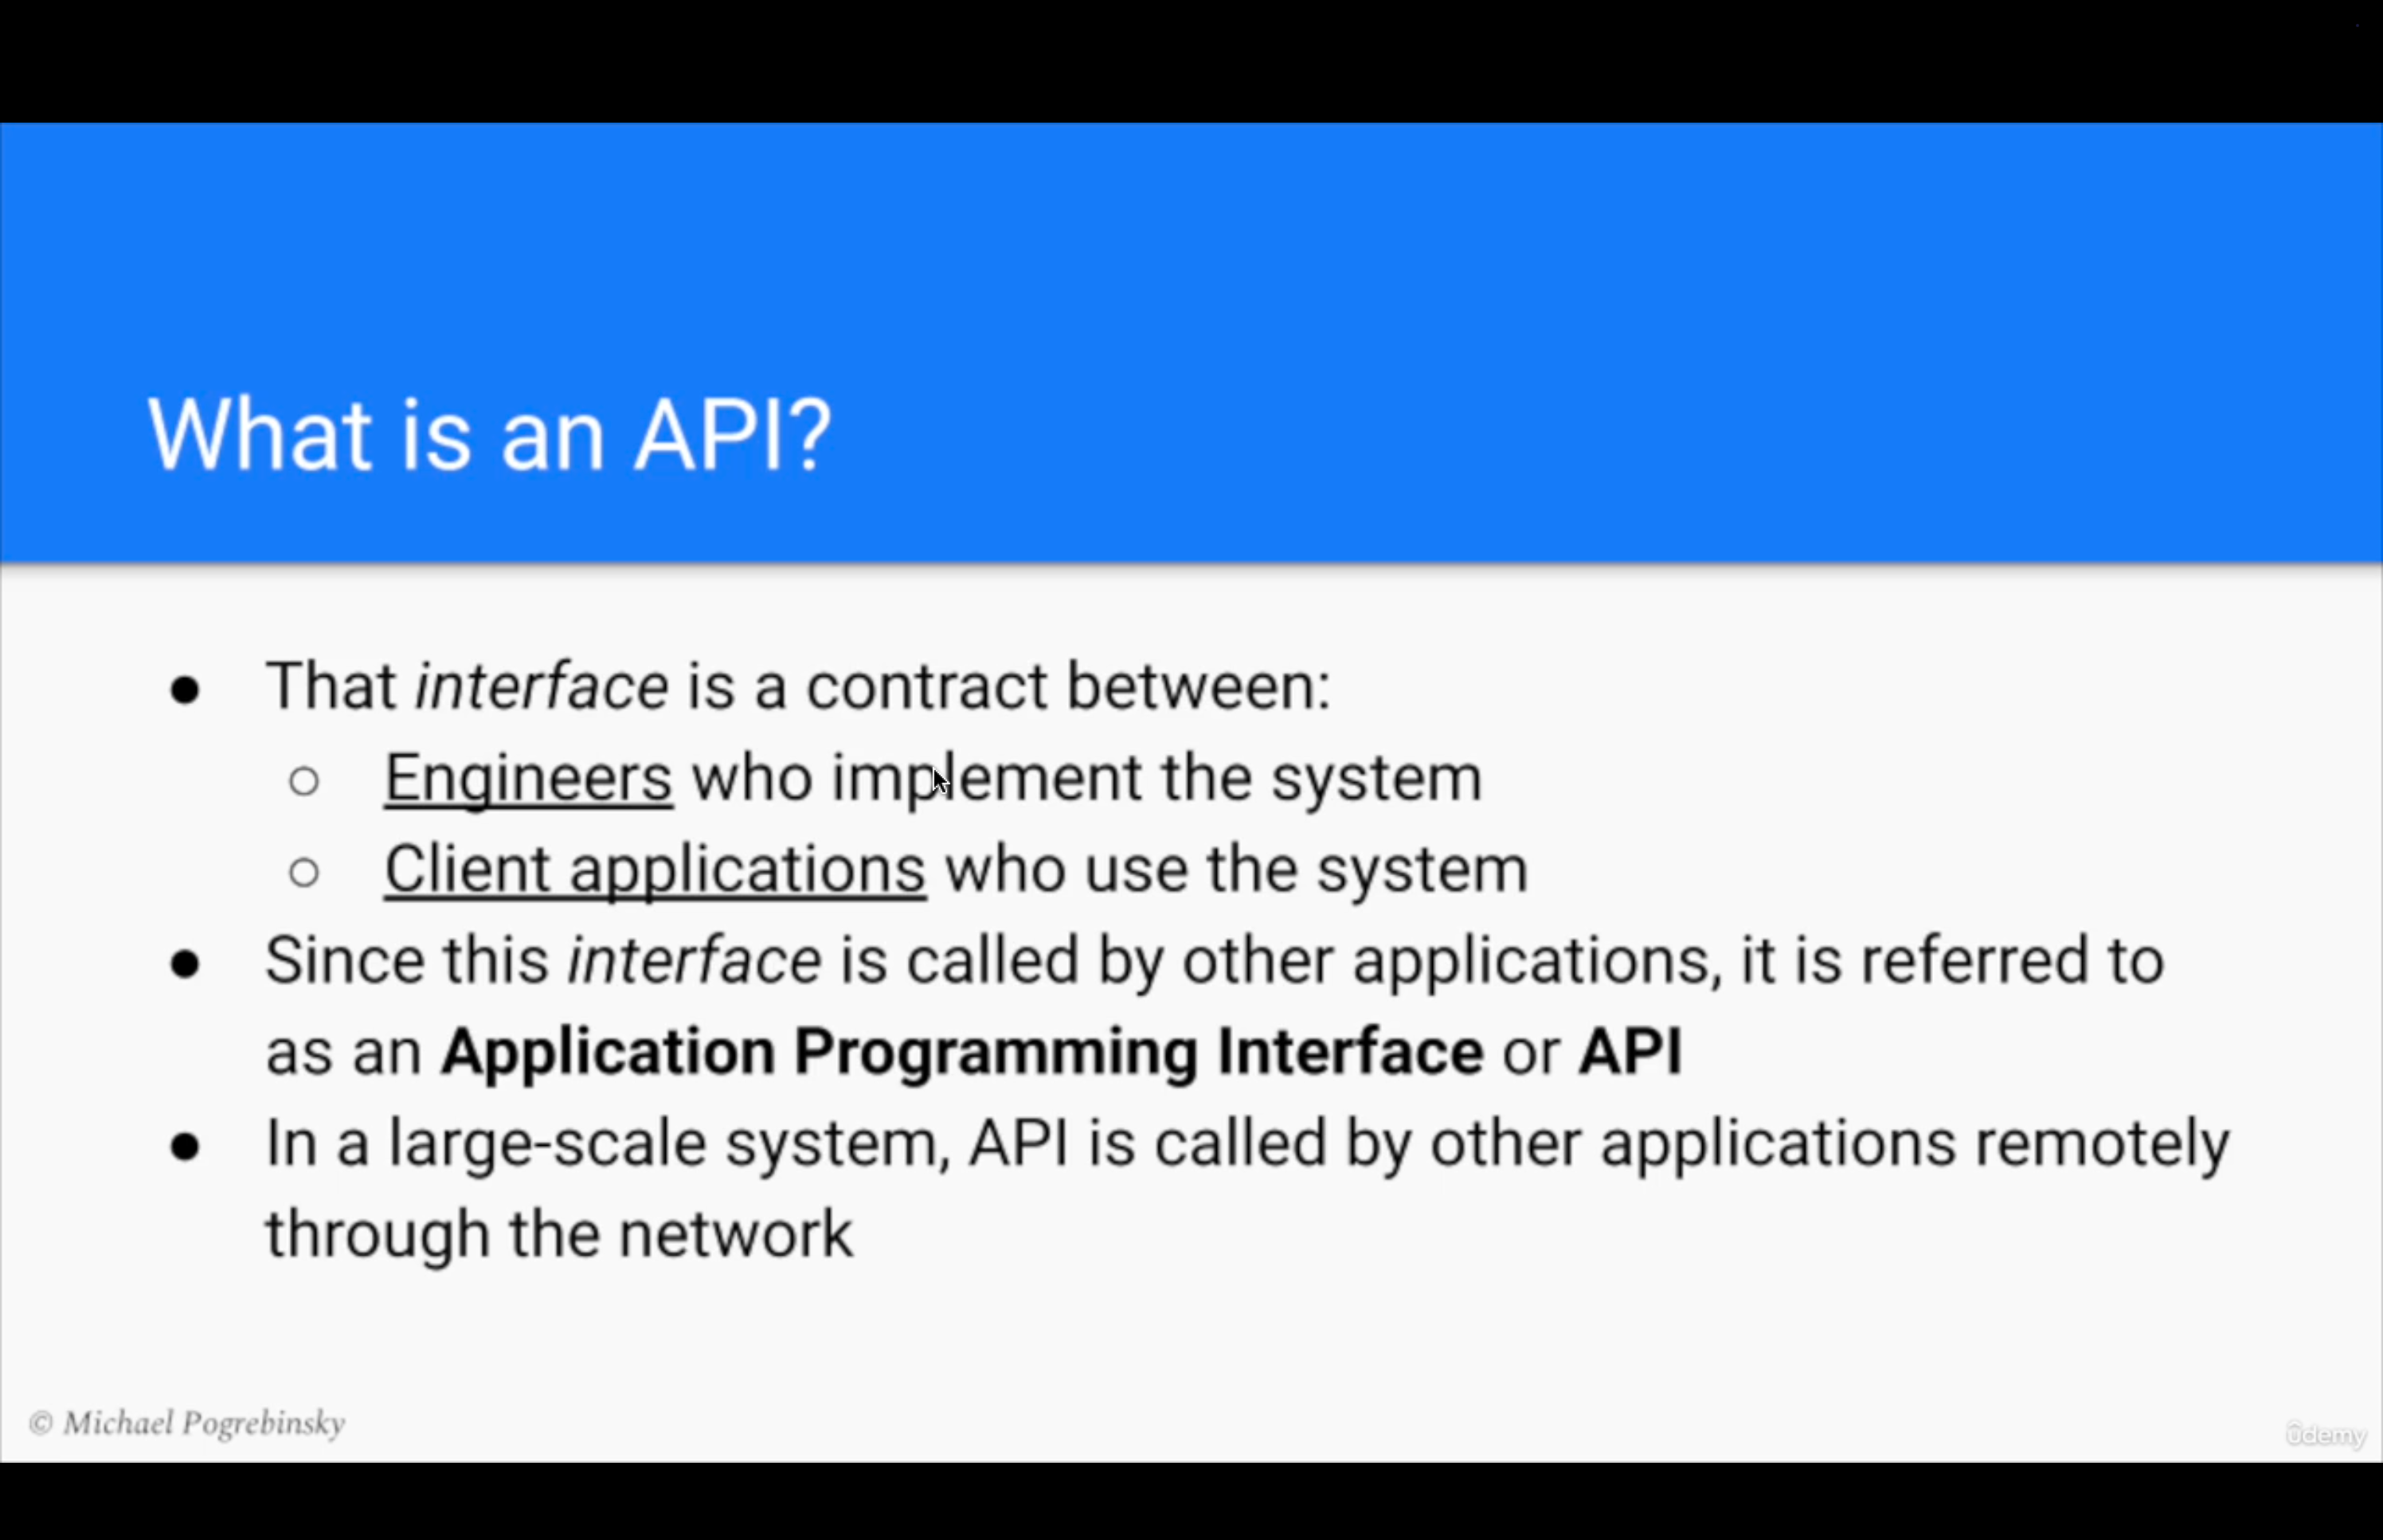 What is an API?
● That interface is a contract between:
○ Engineers who implement the system
○ Client applications who use the system
● Since this interface is called by other applications, it is referred to
as an Application Programming Interface or API
● In a large-scale system, API is called by other applications remotely
through the network
© Michael Pogrebinsky
ûdemy